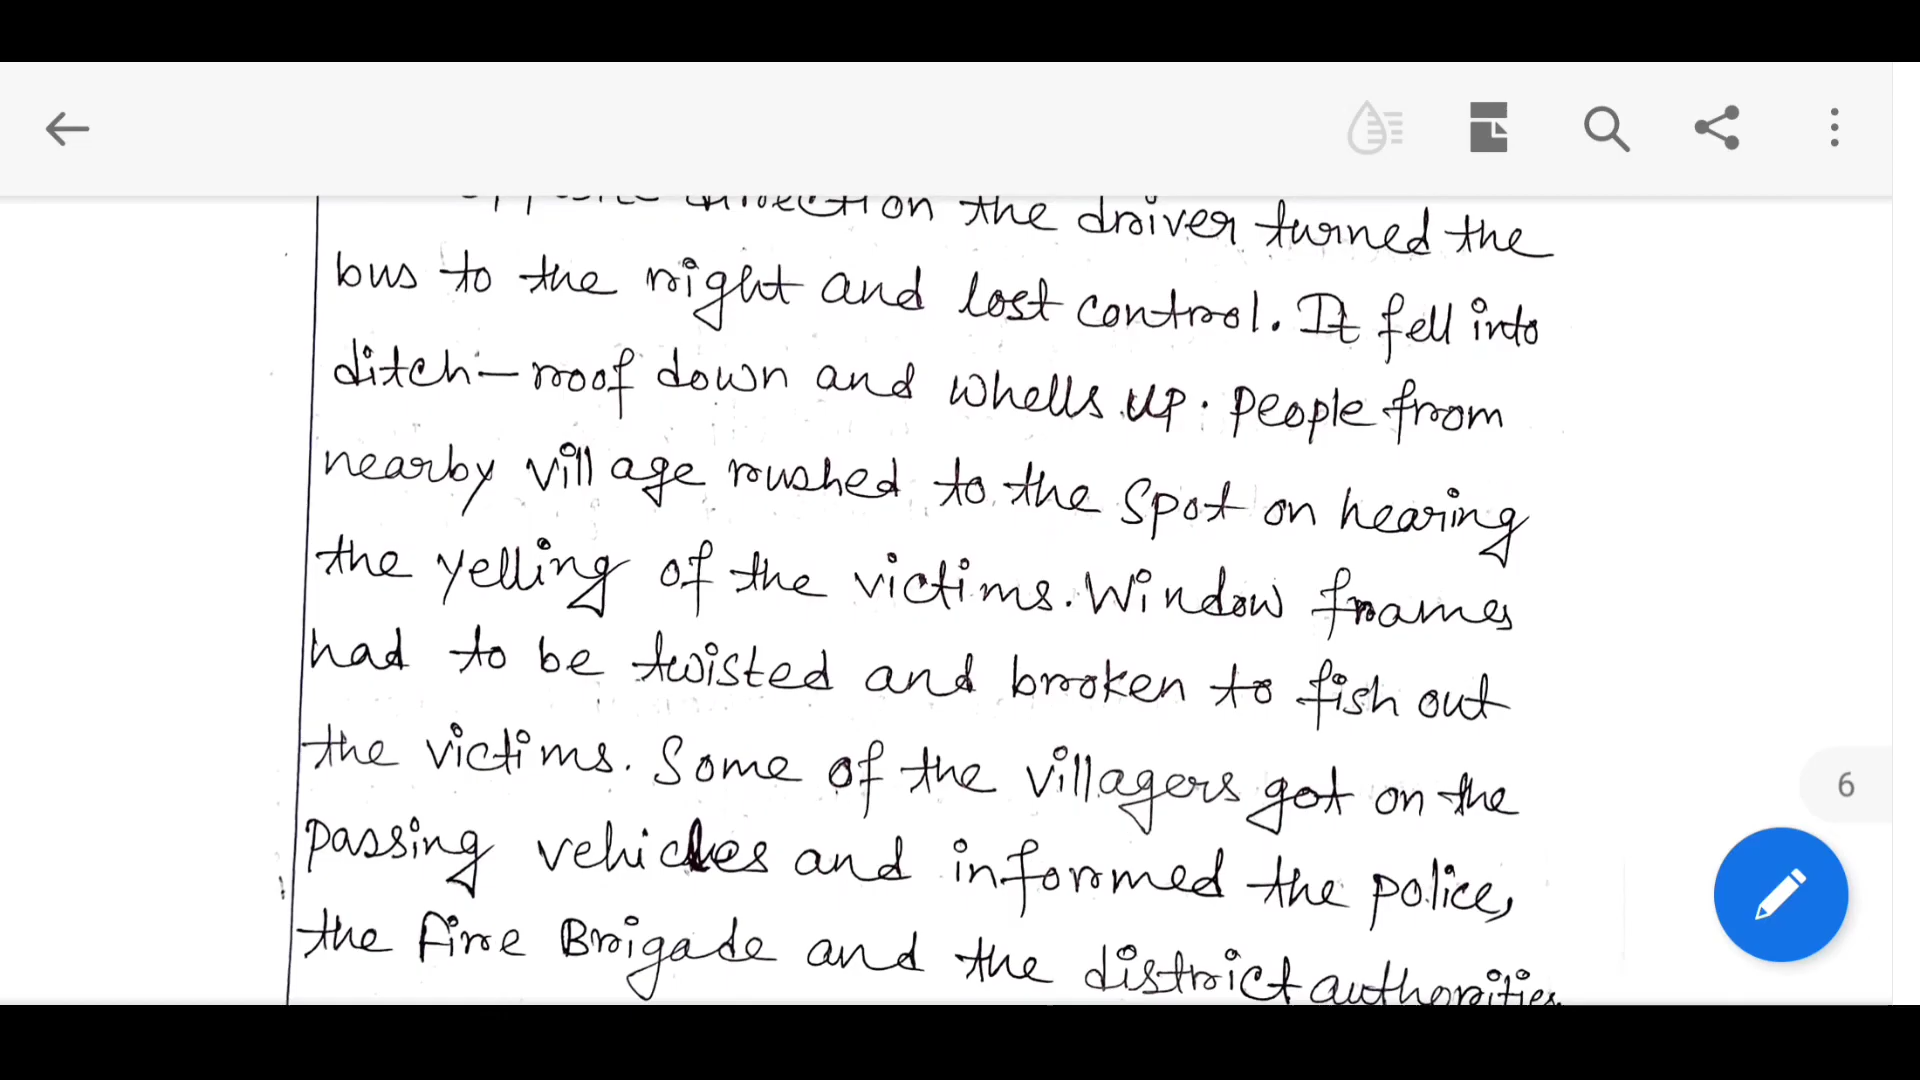 opposite direction the driver turned the
bus to the right and lost control. It fell into
ditch-roof down and whells up. people from
nearby village rushed to the spot on hearing
the yelling of the victims. Window frames
had to be twisted and broken to fish out
the victims. Some of the villagers got on the
passing vehicles and informed the police,
6
the fire Brigade and the district authorities